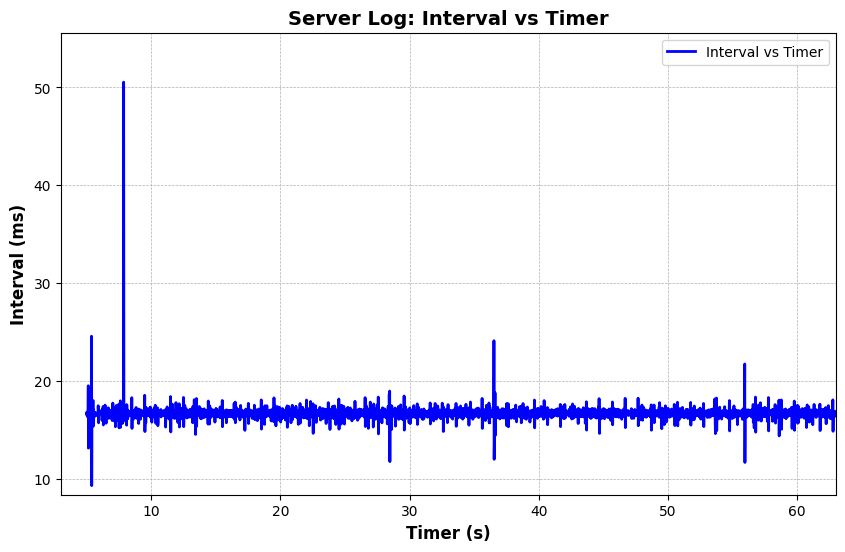 Server Log: Interval vs Timer
Interval vs Timer
50
40
30
20
10
Interval (ms)
10 20 30 40 50 60
Timer (s)